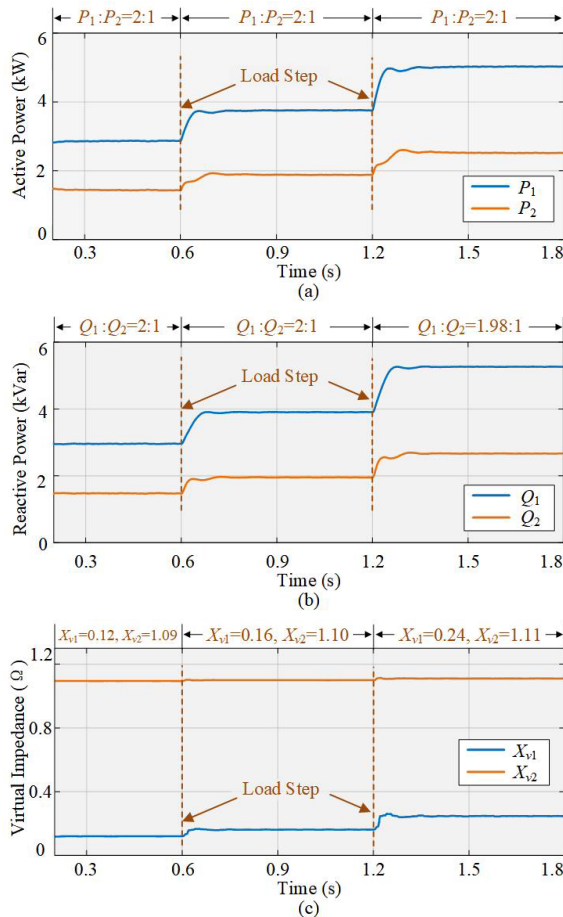 P1:P2=2:1 P1:P2=2:1 P1:P2=2:1
6
4
2
0
Active Power (kW)
Load Step
P1
P2
0.3 0.6 0.9 1.2 1.5 1.8
Time (s)
(a)
Q1:Q2=2:1 Q1:Q2=2:1 Q1:Q2=1.98:1
6
4
2
0
Reactive Power (kVar)
Load Step
Q1
Q2
0.3 0.6 0.9 1.2 1.5 1.8
Time (s)
(b)
Xv1=0.12, Xv2=1.09 Xv1=0.16, Xv2=1.10 Xv1=0.24, Xv2=1.11
1.2
0.8
0.4
0
Virtual Impedance ( Ω )
Xv1
Xv2
Load Step
0.3 0.6 0.9 1.2 1.5 1.8
Time (s)
(c)